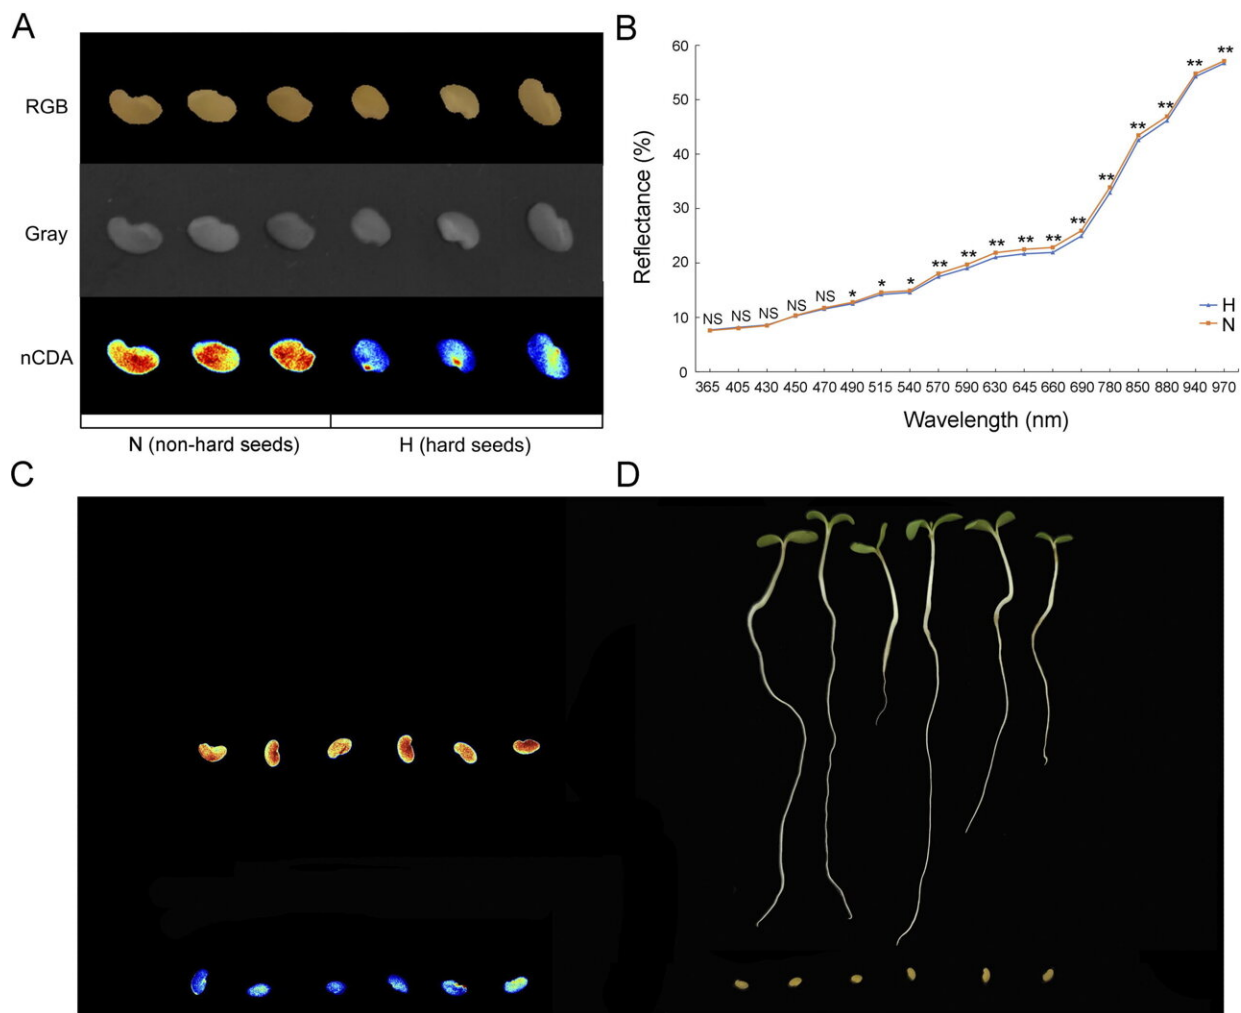 A
RGB
Gray
nCDA
N (non-hard seeds)
H (hard seeds)
B
Reflectance (%)
60
50
40
30
20
10
0
NS
NS
NS
NS
NS
*
*
*
**
**
**
**
**
**
**
**
**
**
**
H
N
365 405 430 450 470 490 515 540 570 590 630 645 660 690 780 850 880 940 970
Wavelength (nm)
C
D